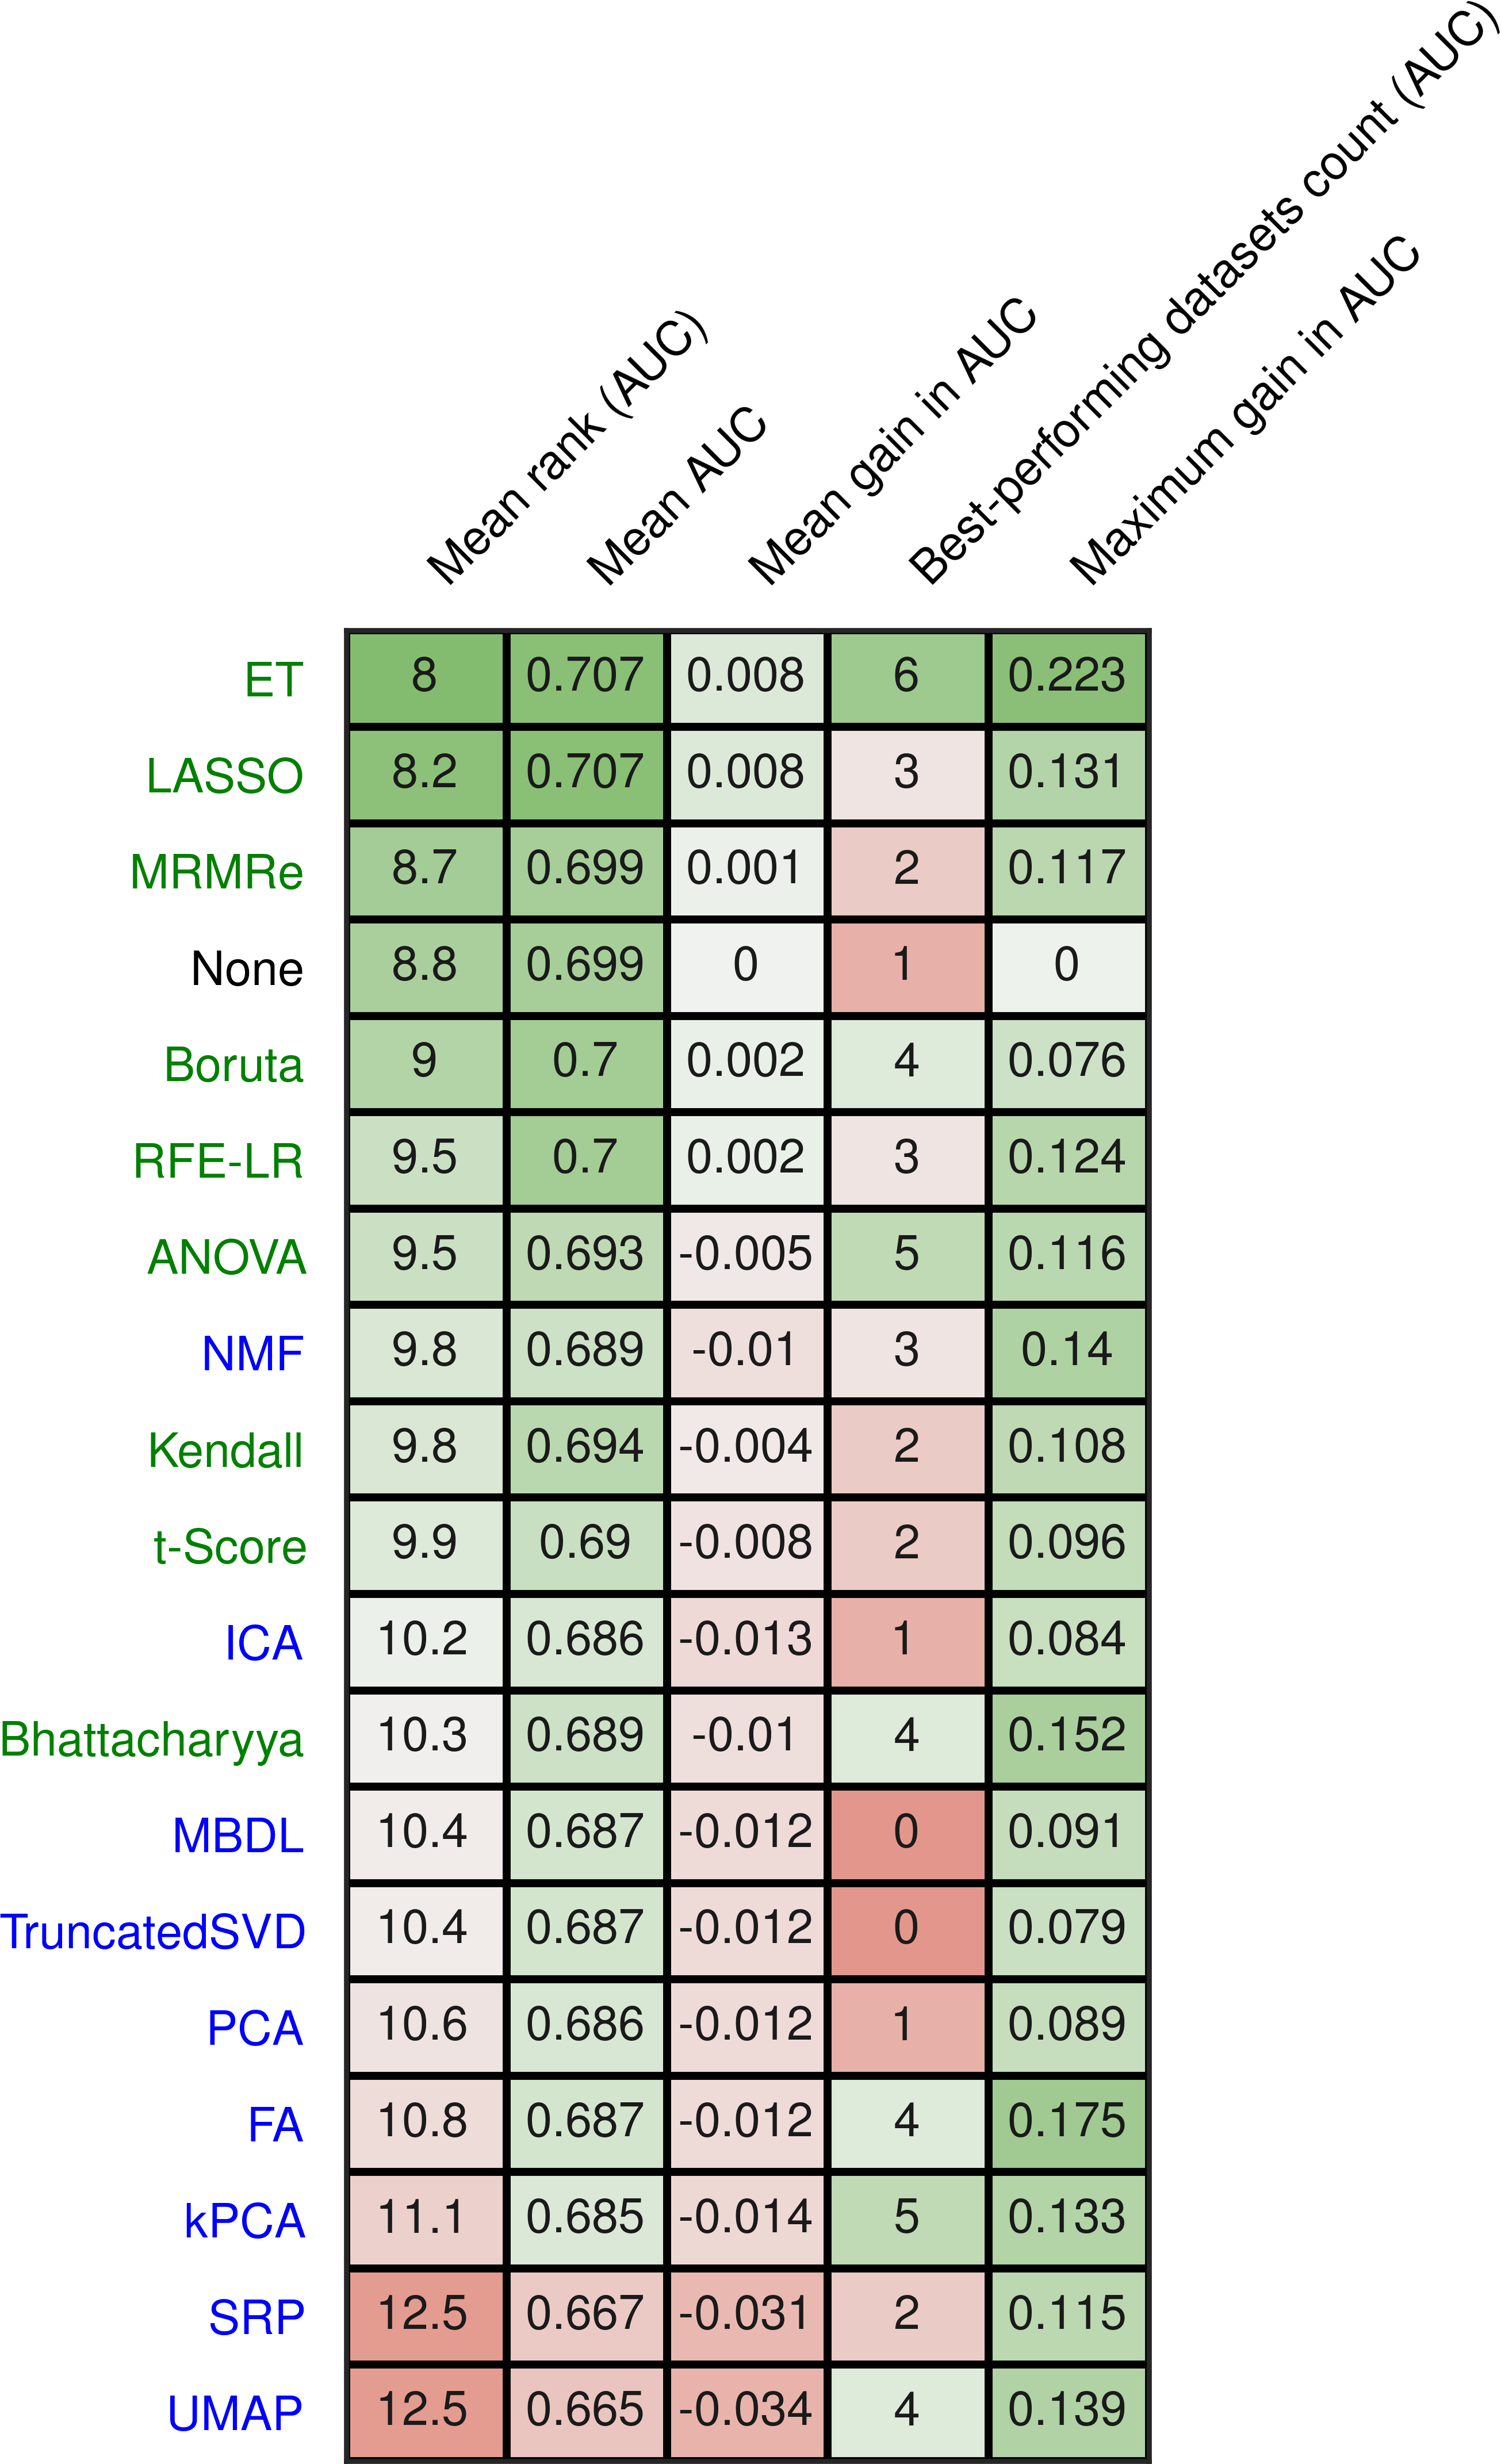 Mean rank (AUC)
Mean AUC
Mean gain in AUC
Best-performing datasets count (AUC)
Maximum gain in AUC
ET 8 0.707 0.008 6 0.223
LASSO 8.2 0.707 0.008 3 0.131
MRMRe 8.7 0.699 0.001 2 0.117
None 8.8 0.699 0 1 0
Boruta 9 0.7 0.002 4 0.076
RFE-LR 9.5 0.7 0.002 3 0.124
ANOVA 9.5 0.693 -0.005 5 0.116
NMF 9.8 0.689 -0.01 3 0.14
Kendall 9.8 0.694 -0.004 2 0.108
t-Score 9.9 0.69 -0.008 2 0.096
ICA 10.2 0.686 -0.013 1 0.084
Bhattacharyya 10.3 0.689 -0.01 4 0.152
MBDL 10.4 0.687 -0.012 0 0.091
TruncatedSVD 10.4 0.687 -0.012 0 0.079
PCA 10.6 0.686 -0.012 1 0.089
FA 10.8 0.687 -0.012 4 0.175
kPCA 11.1 0.685 -0.014 5 0.133
SRP 12.5 0.667 -0.031 2 0.115
UMAP 12.5 0.665 -0.034 4 0.139